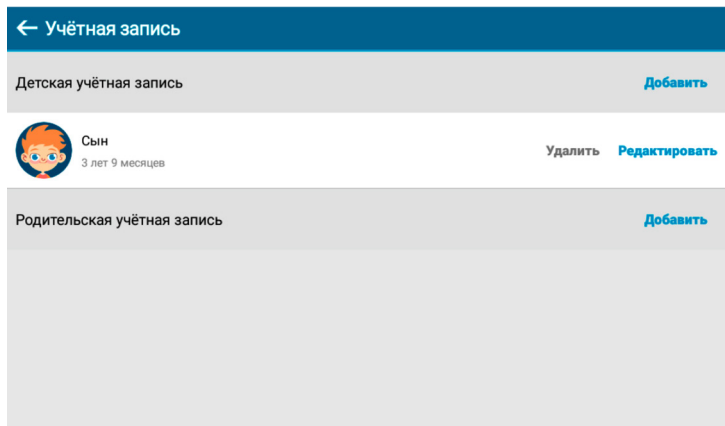 Учётная запись
Детская учётная запись Добавить
Сын
3 лет 9 месяцев
Удалить Редактировать
Родительская учётная запись Добавить